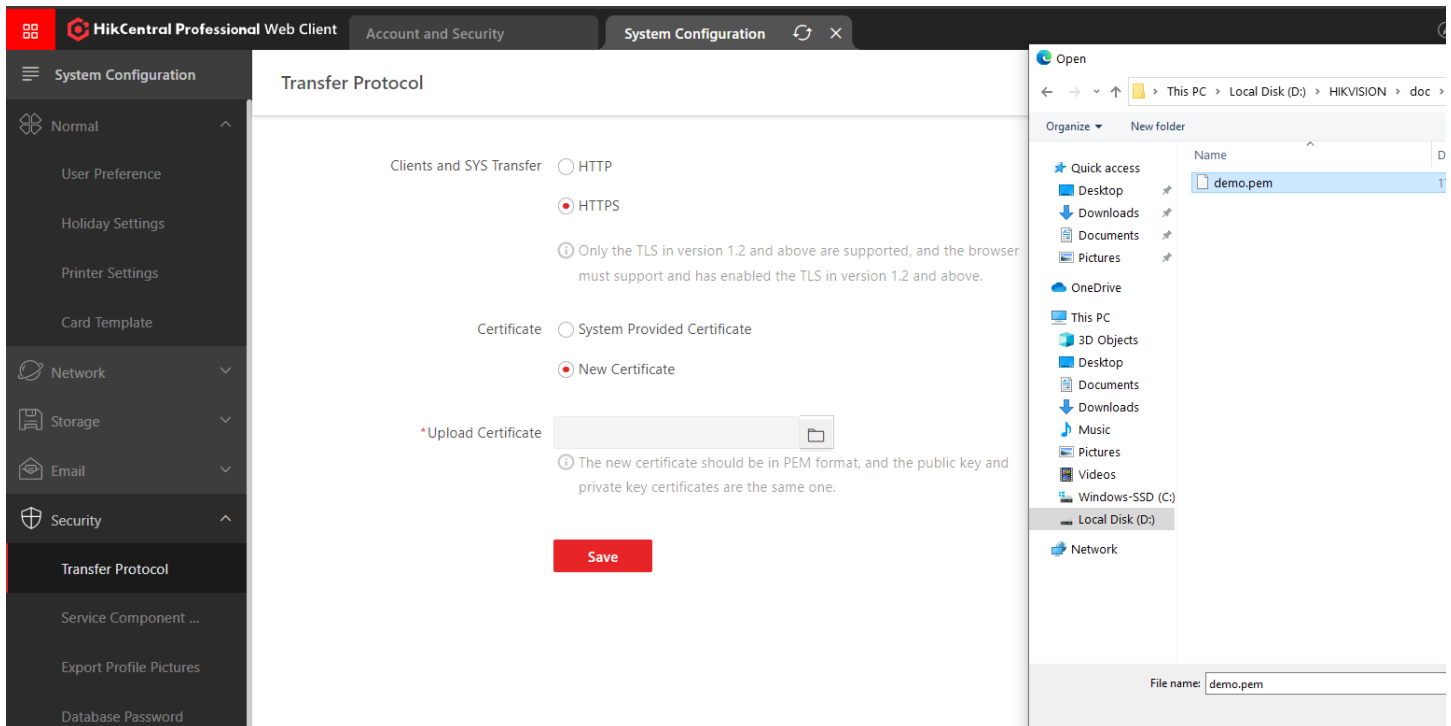 HikCentral Professional Web Client
Account and Security
System Configuration
System Configuration
Normal
User Preference
Holiday Settings
Printer Settings
Card Template
Network
Storage
Email
Security
Transfer Protocol
Service Component ...
Export Profile Pictures
Database Password
Transfer Protocol
Clients and SYS Transfer
HTTP
HTTPS
Only the TLS in version 1.2 and above are supported, and the browser
must support and has enabled the TLS in version 1.2 and above.
Certificate
System Provided Certificate
New Certificate
*Upload Certificate
The new certificate should be in PEM format, and the public key and
private key certificates are the same one.
Save
Open
This PC > Local Disk (D:) > HIKVISION > doc >
Organize
New folder
Quick access
Desktop
Downloads
Documents
Pictures
OneDrive
This PC
3D Objects
Desktop
Documents
Downloads
Music
Pictures
Videos
Windows-SSD (C:)
Local Disk (D:)
Network
Name
D
demo.pem
File name: demo.pem